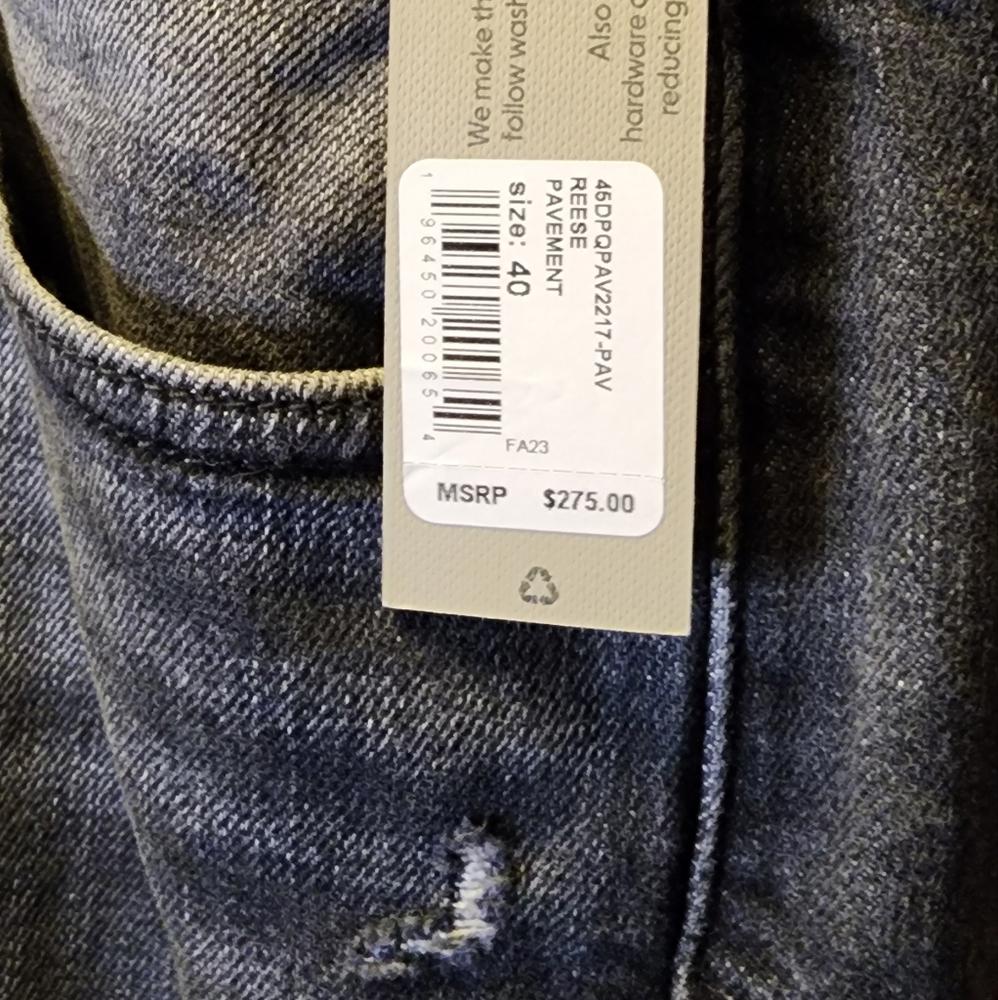 We make th
follow wash
Also
hardware o
reducing
45DPQPAV2217-PAV
REESE
PAVEMENT
size: 40
1 96450 20065 4
FA23
MSRP $275.00